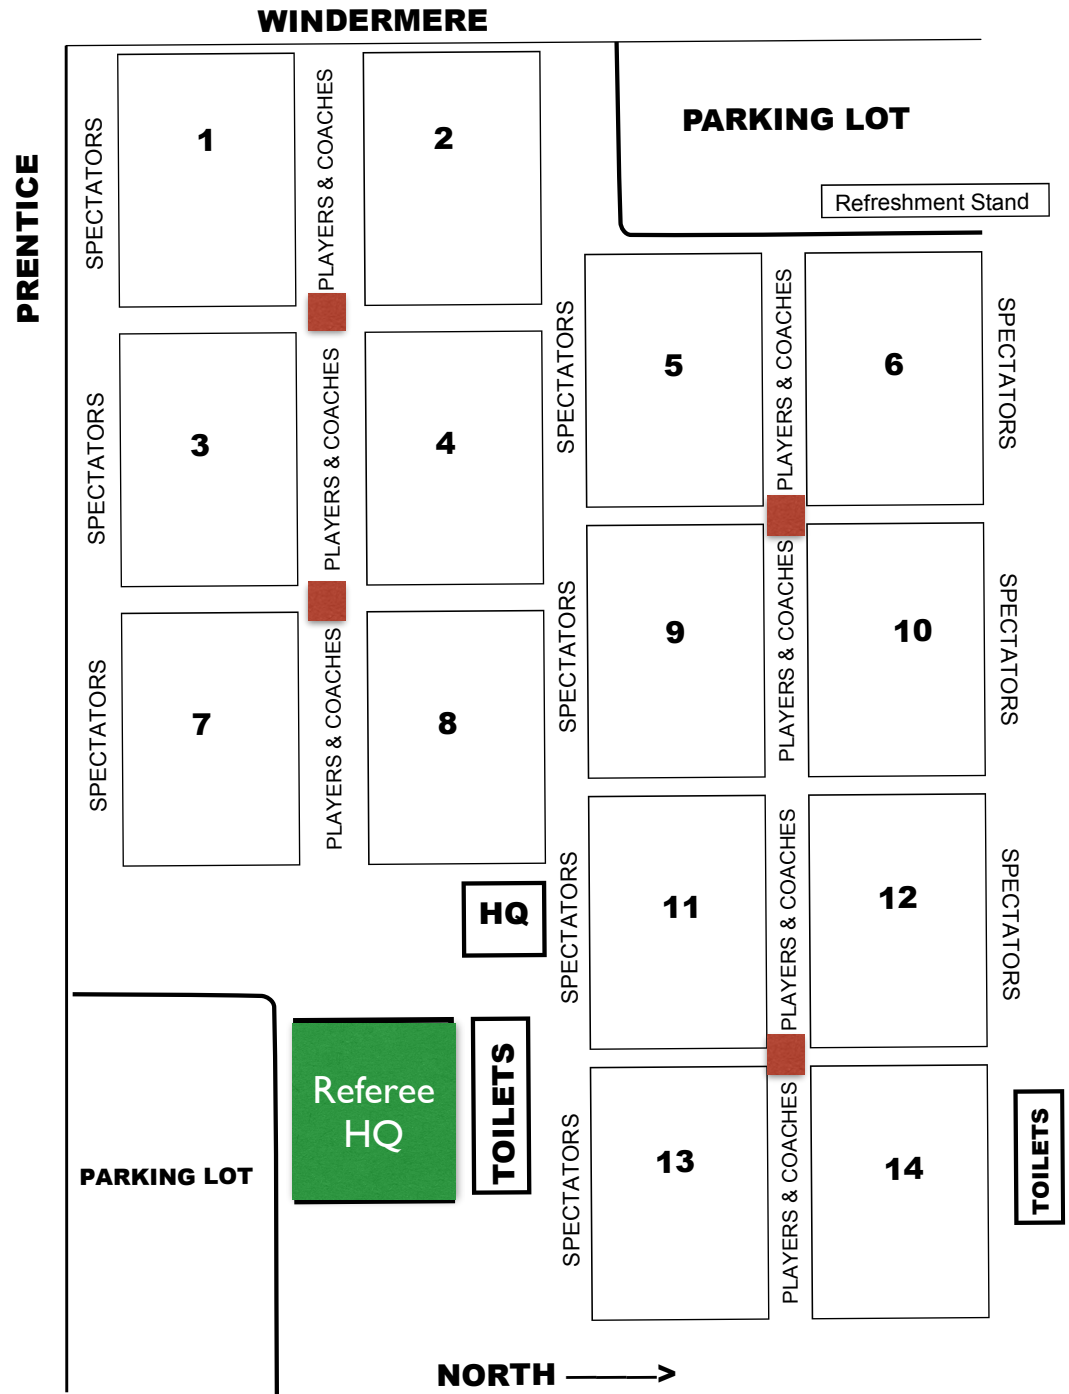 WINDERMERE
PRENTICE
SPECTATORS
1
PLAYERS & COACHES
2
PARKING LOT
Refreshment Stand
SPECTATORS
3
PLAYERS & COACHES
4
SPECTATORS
5
PLAYERS & COACHES
6
SPECTATORS
SPECTATORS
7
PLAYERS & COACHES
8
SPECTATORS
9
PLAYERS & COACHES
10
SPECTATORS
HQ
SPECTATORS
11
PLAYERS & COACHES
12
SPECTATORS
PARKING LOT
Referee
HQ
TOILETS
SPECTATORS
13
PLAYERS & COACHES
14
TOILETS
NORTH ———>